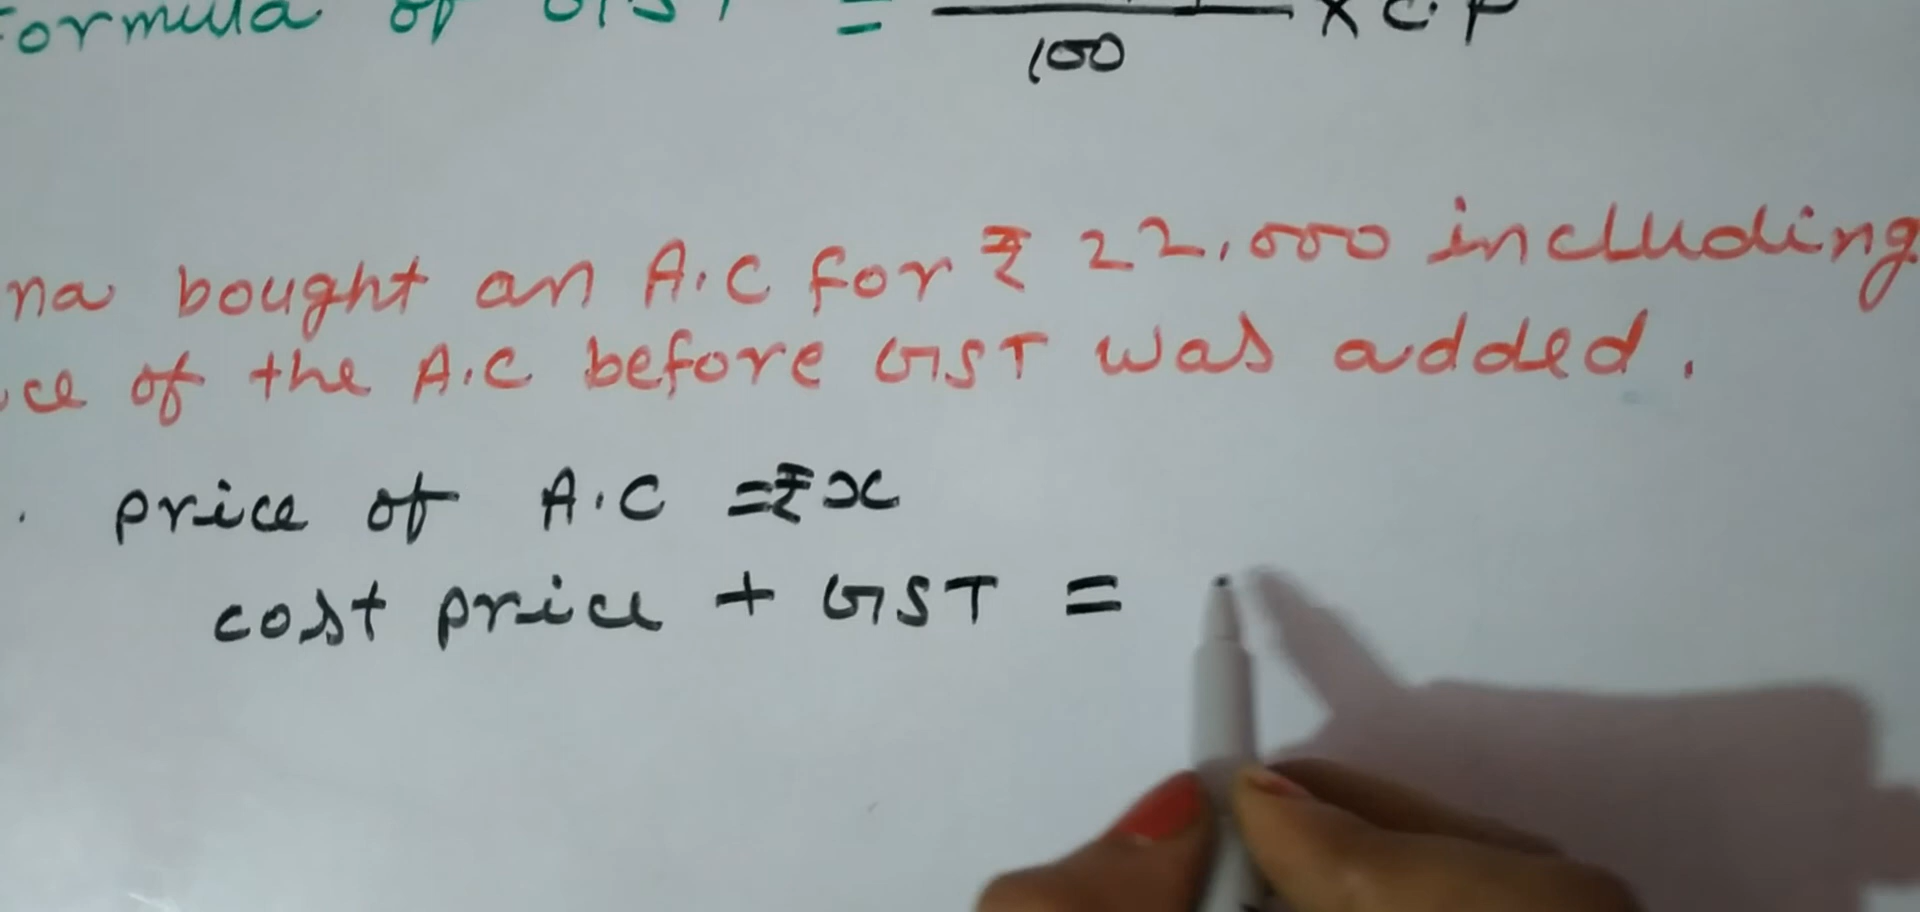 Formula of GST = /100 × C.P
na bought an A.C for ₹ 22,000 including
ce of the A.C before GST was added.
. price of A.C = ₹ x
cost price + GST =